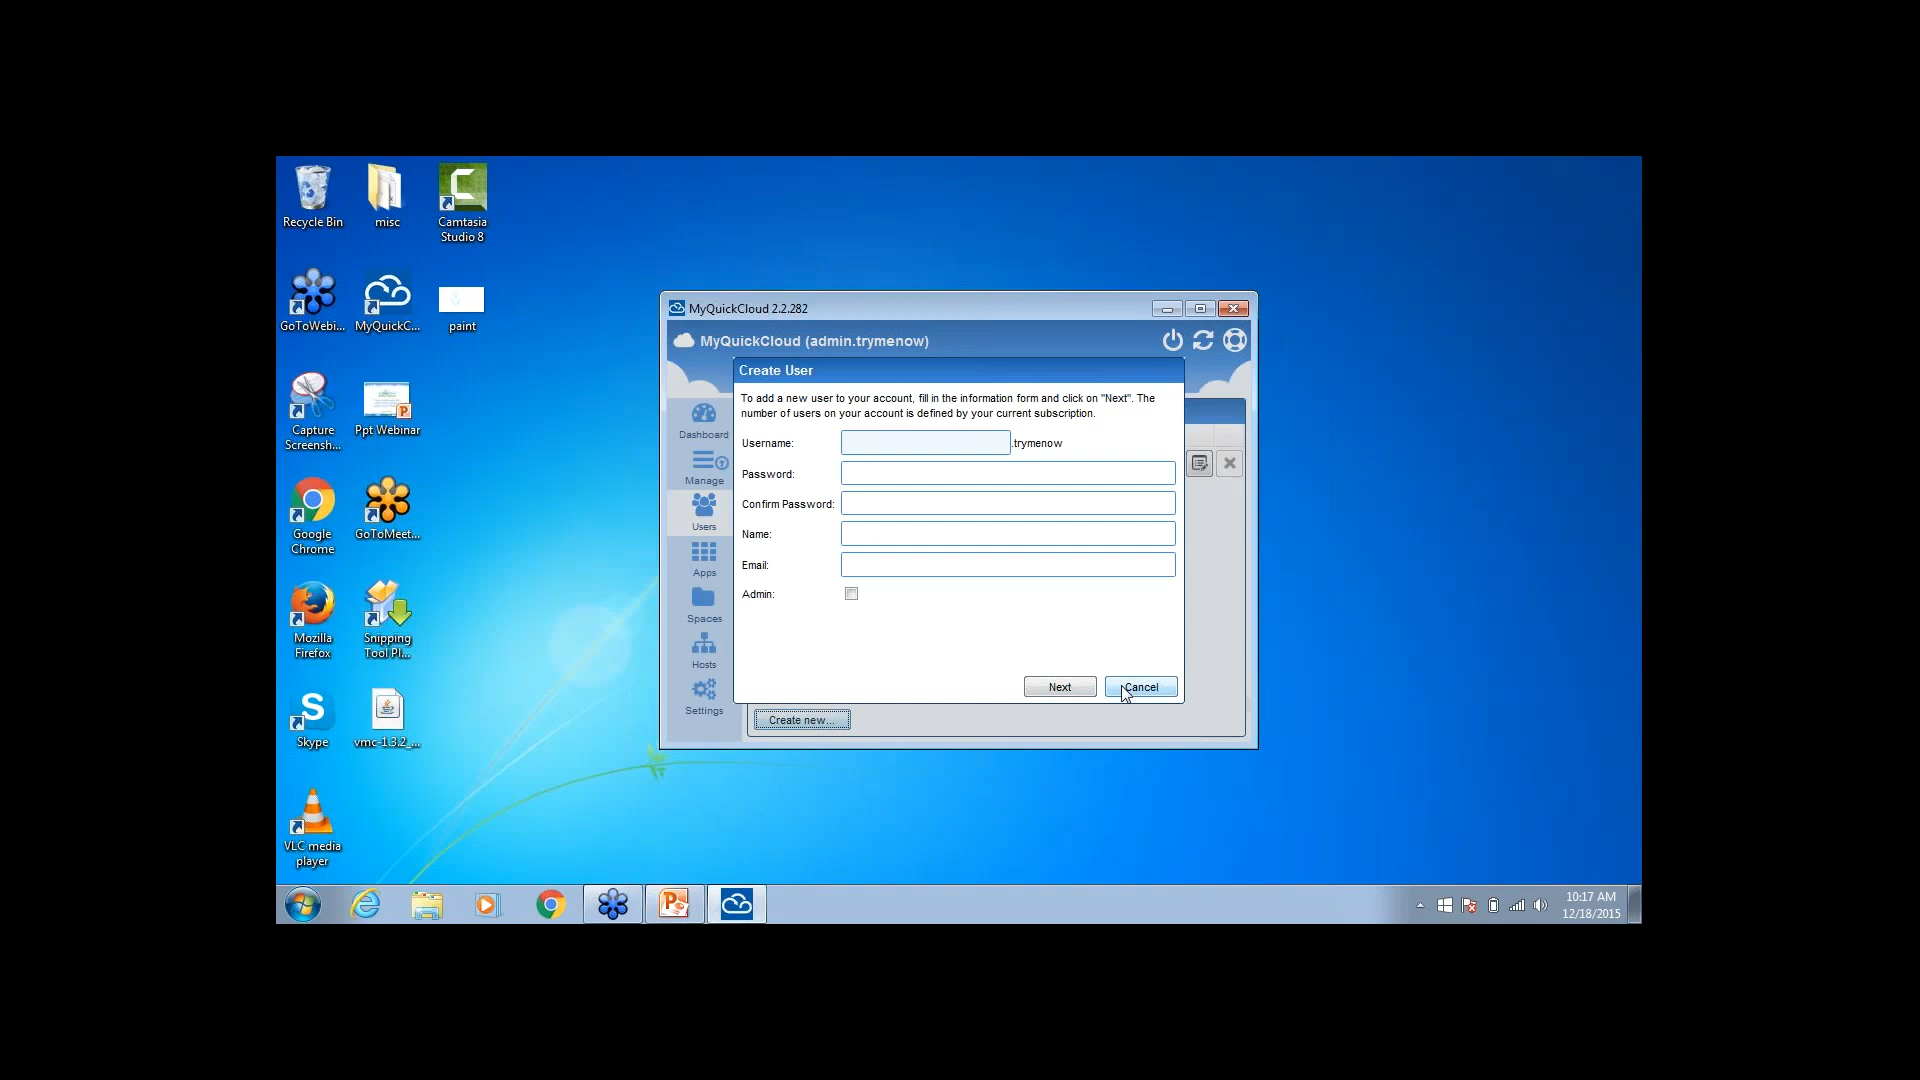 Recycle Bin
misc
Camtasia
Studio 8
GoToWebi...
MyQuickC...
paint
Capture
Screensh...
Ppt Webinar
Google
Chrome
GoToMeet...
Mozilla
Firefox
Snipping
Tool Pl...
Skype
vmc-1.3.2_...
VLC media
player
MyQuickCloud 2.2.282
MyQuickCloud (admin.trymenow)
Dashboard
Manage
Users
Apps
Spaces
Hosts
Settings
Create User
To add a new user to your account, fill in the information form and click on "Next". The
number of users on your account is defined by your current subscription.
Username:
.trymenow
Password:
Confirm Password:
Name:
Email:
Admin:
Next
Cancel
Create new...
10:17 AM
12/18/2015